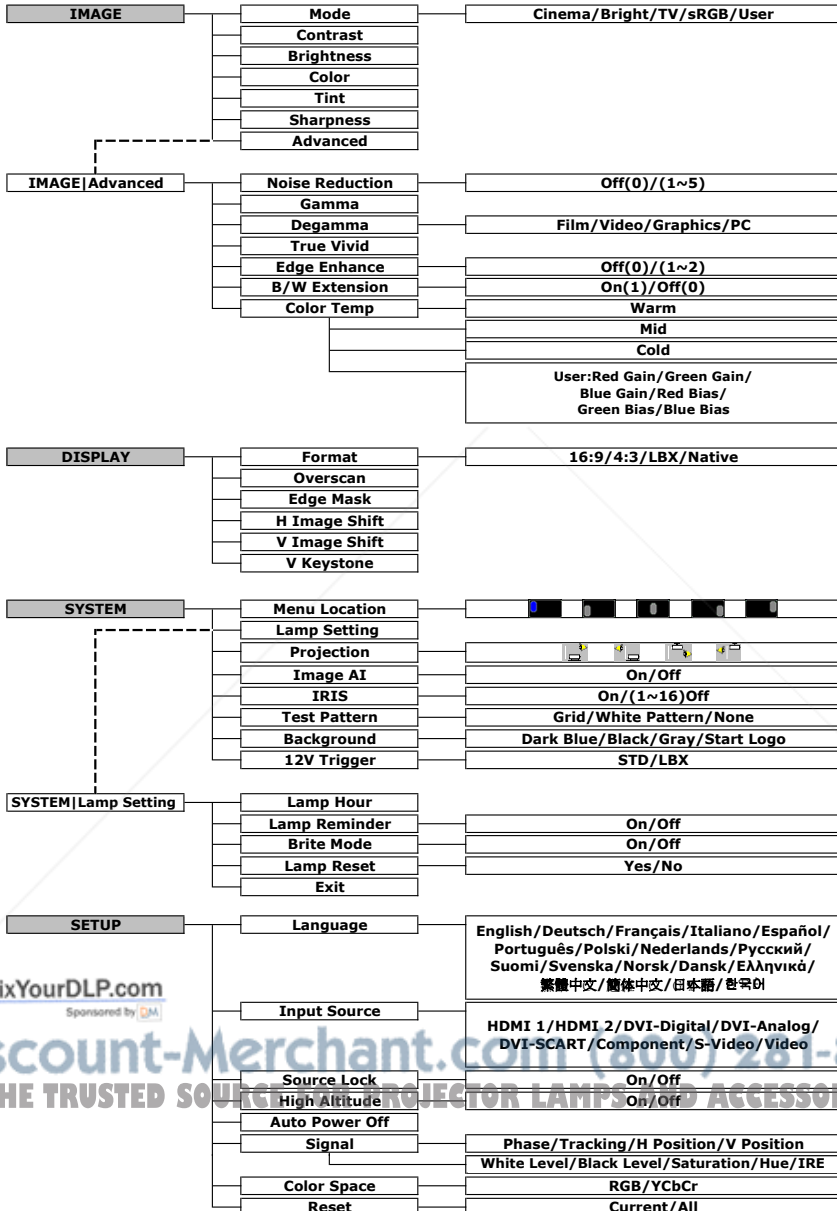 IMAGE Mode Cinema/Bright/TV/sRGB/User
Contrast
Brightness
Color
Tint
Sharpness
Advanced
IMAGE|Advanced Noise Reduction Off(0)/(1~5)
Gamma
Degamma Film/Video/Graphics/PC
True Vivid
Edge Enhance Off(0)/(1~2)
B/W Extension On(1)/Off(0)
Color Temp Warm
Mid
Cold
User:Red Gain/Green Gain/
Blue Gain/Red Bias/
Green Bias/Blue Bias
DISPLAY Format 16:9/4:3/LBX/Native
Overscan
Edge Mask
H Image Shift
V Image Shift
V Keystone
SYSTEM Menu Location
Lamp Setting
Projection
Image AI On/Off
IRIS On/(1~16)Off
Test Pattern Grid/White Pattern/None
Background Dark Blue/Black/Gray/Start Logo
12V Trigger STD/LBX
SYSTEM|Lamp Setting Lamp Hour
Lamp Reminder On/Off
Brite Mode On/Off
Lamp Reset Yes/No
Exit
SETUP Language English/Deutsch/Français/Italiano/Español/
Português/Polski/Nederlands/Русский/
Suomi/Svenska/Norsk/Dansk/Ελληνικά/
繁體中文/简体中文/日本語/한국어
ixYourDLP.com
Sponsored by DM
Input Source HDMI 1/HDMI 2/DVI-Digital/DVI-Analog/
DVI-SCART/Component/S-Video/Video
scount-Merchant.com (800) 281-
Source Lock On/Off
HE TRUSTED SOURCE FOR PROJECTOR LAMPS AND ACCESSO
High Altitude On/Off
Auto Power Off
Signal Phase/Tracking/H Position/V Position
White Level/Black Level/Saturation/Hue/IRE
Color Space RGB/YCbCr
Reset Current/All